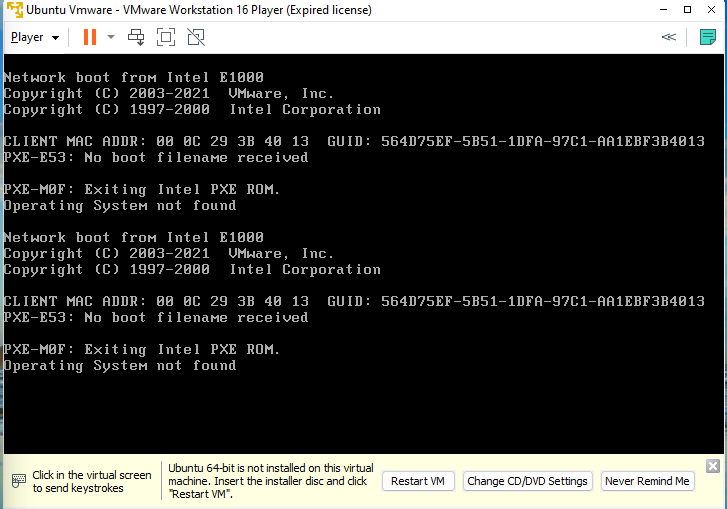 Ubuntu Vmware - VMware Workstation 16 Player (Expired license)
Player
Network boot from Intel E1000
Copyright (C) 2003-2021  VMware, Inc.
Copyright (C) 1997-2000  Intel Corporation
CLIENT MAC ADDR: 00 0C 29 3B 40 13  GUID: 564D75EF-5B51-1DFA-97C1-AA1EBF3B4013
PXE-E53: No boot filename received
PXE-M0F: Exiting Intel PXE ROM.
Operating System not found
Network boot from Intel E1000
Copyright (C) 2003-2021  VMware, Inc.
Copyright (C) 1997-2000  Intel Corporation
CLIENT MAC ADDR: 00 0C 29 3B 40 13  GUID: 564D75EF-5B51-1DFA-97C1-AA1EBF3B4013
PXE-E53: No boot filename received
PXE-M0F: Exiting Intel PXE ROM.
Operating System not found
Click in the virtual screen
to send keystrokes
Ubuntu 64-bit is not installed on this virtual
machine. Insert the installer disc and click
"Restart VM".
Restart VM
Change CD/DVD Settings
Never Remind Me